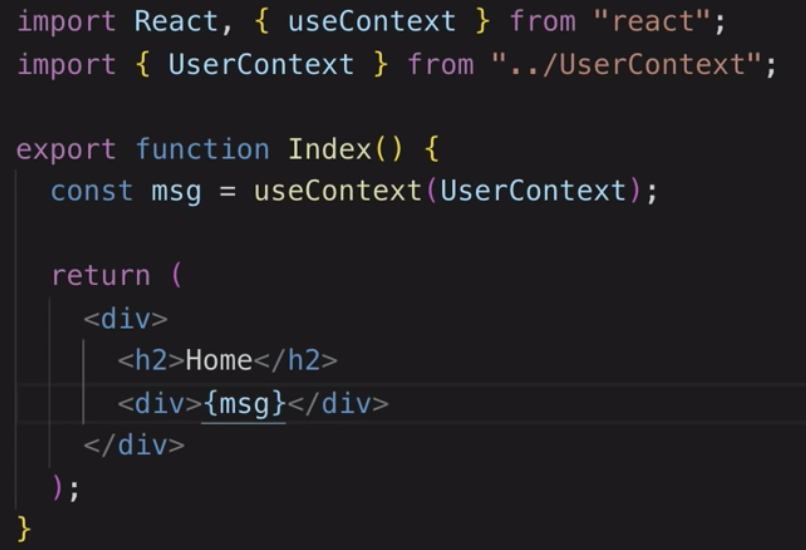 import React, { useContext } from "react";
import { UserContext } from "../UserContext";
export function Index() {
const msg = useContext(UserContext);
return (
<div>
<h2>Home</h2>
<div>{msg}</div>
</div>
);
}